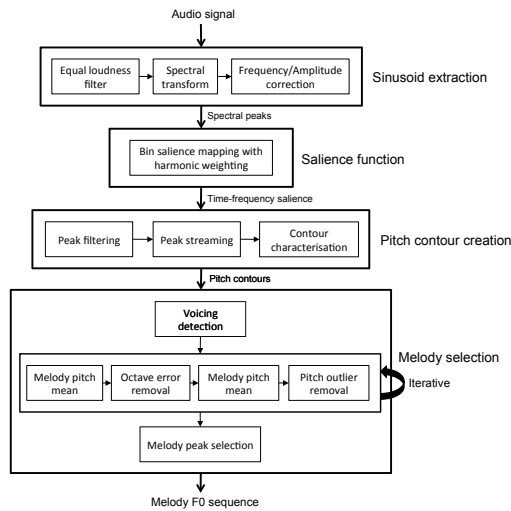 Audio signal
Equal loudness
filter
Spectral
transform
Frequency/Amplitude
correction
Sinusoid extraction
Spectral peaks
Bin salience mapping with
harmonic weighting
Salience function
Time-frequency salience
Peak filtering
Peak streaming
Contour
characterisation
Pitch contour creation
Pitch contours
Voicing
detection
Melody selection
Melody pitch
mean
Octave error
removal
Melody pitch
mean
Pitch outlier
removal
Iterative
Melody peak selection
Melody F0 sequence